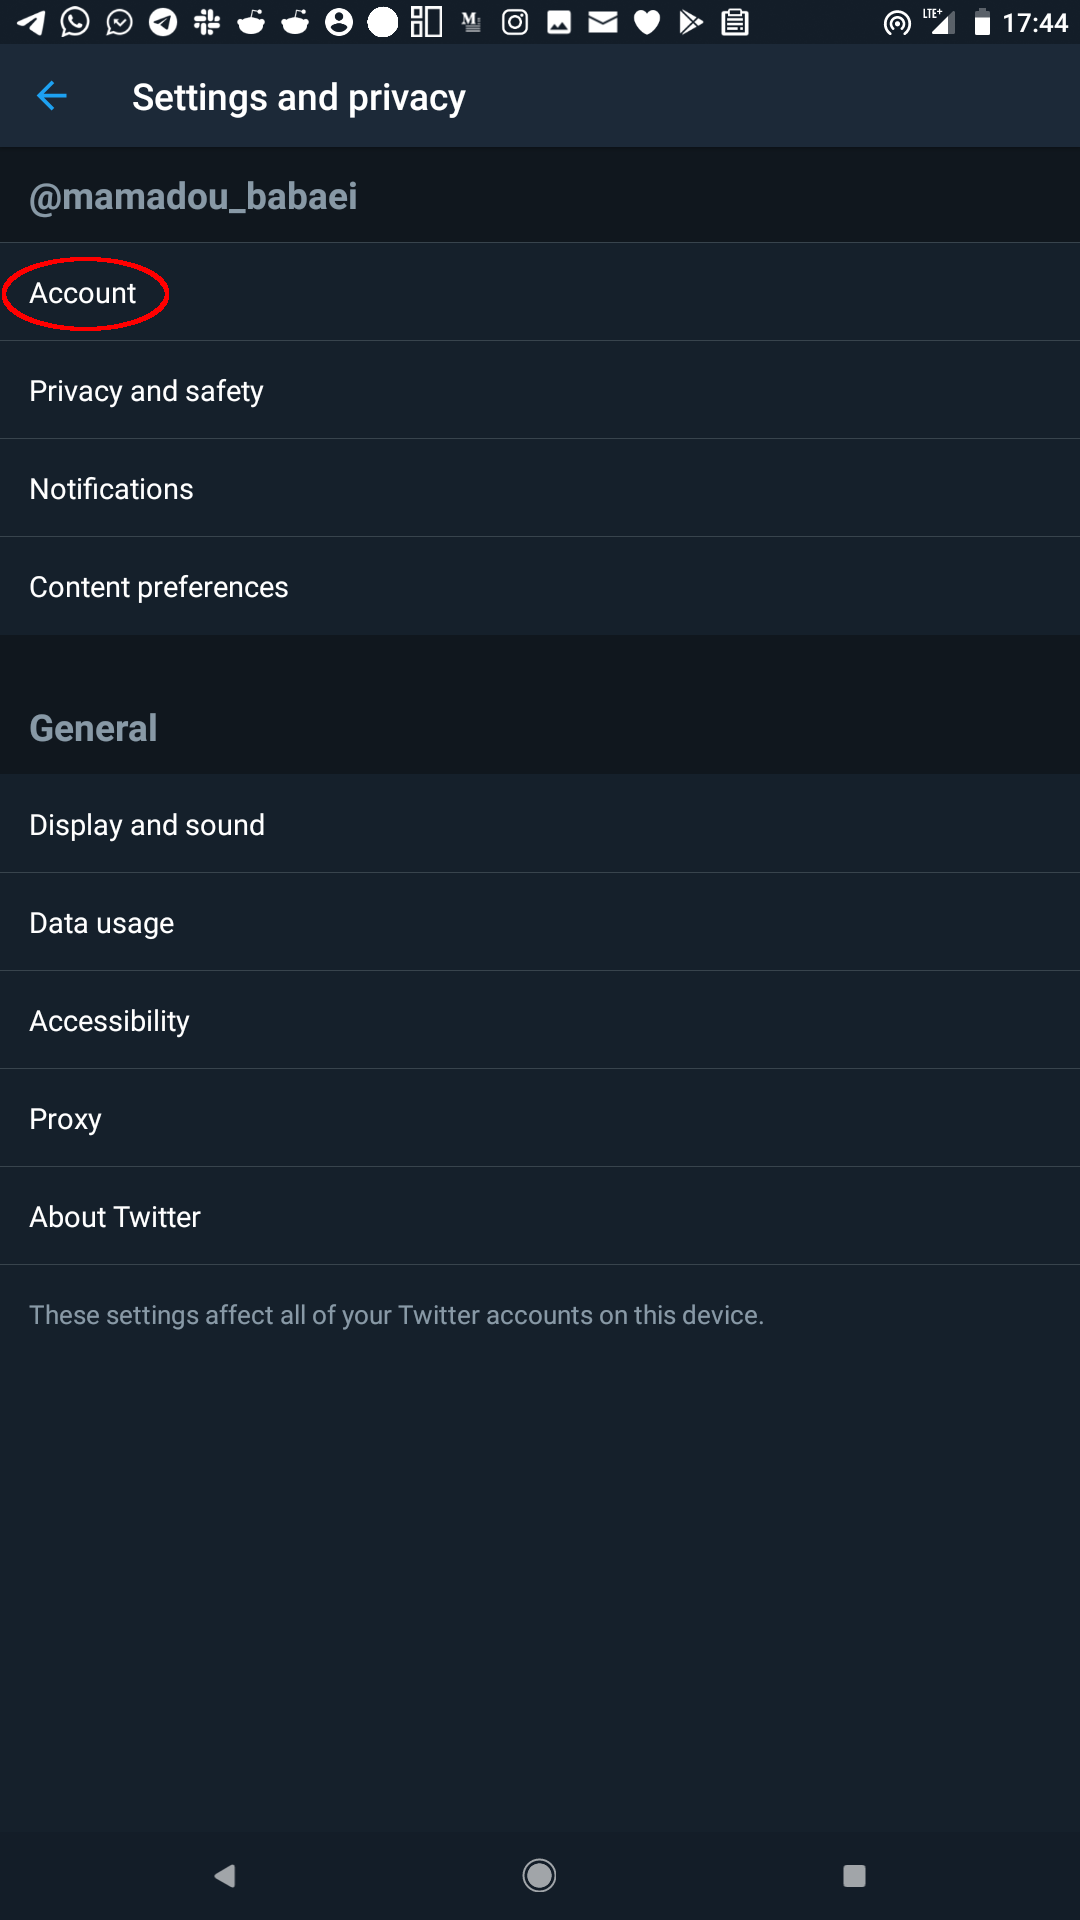 LTE+ 17:44
Settings and privacy
@mamadou_babaei
Account
Privacy and safety
Notifications
Content preferences
General
Display and sound
Data usage
Accessibility
Proxy
About Twitter
These settings affect all of your Twitter accounts on this device.